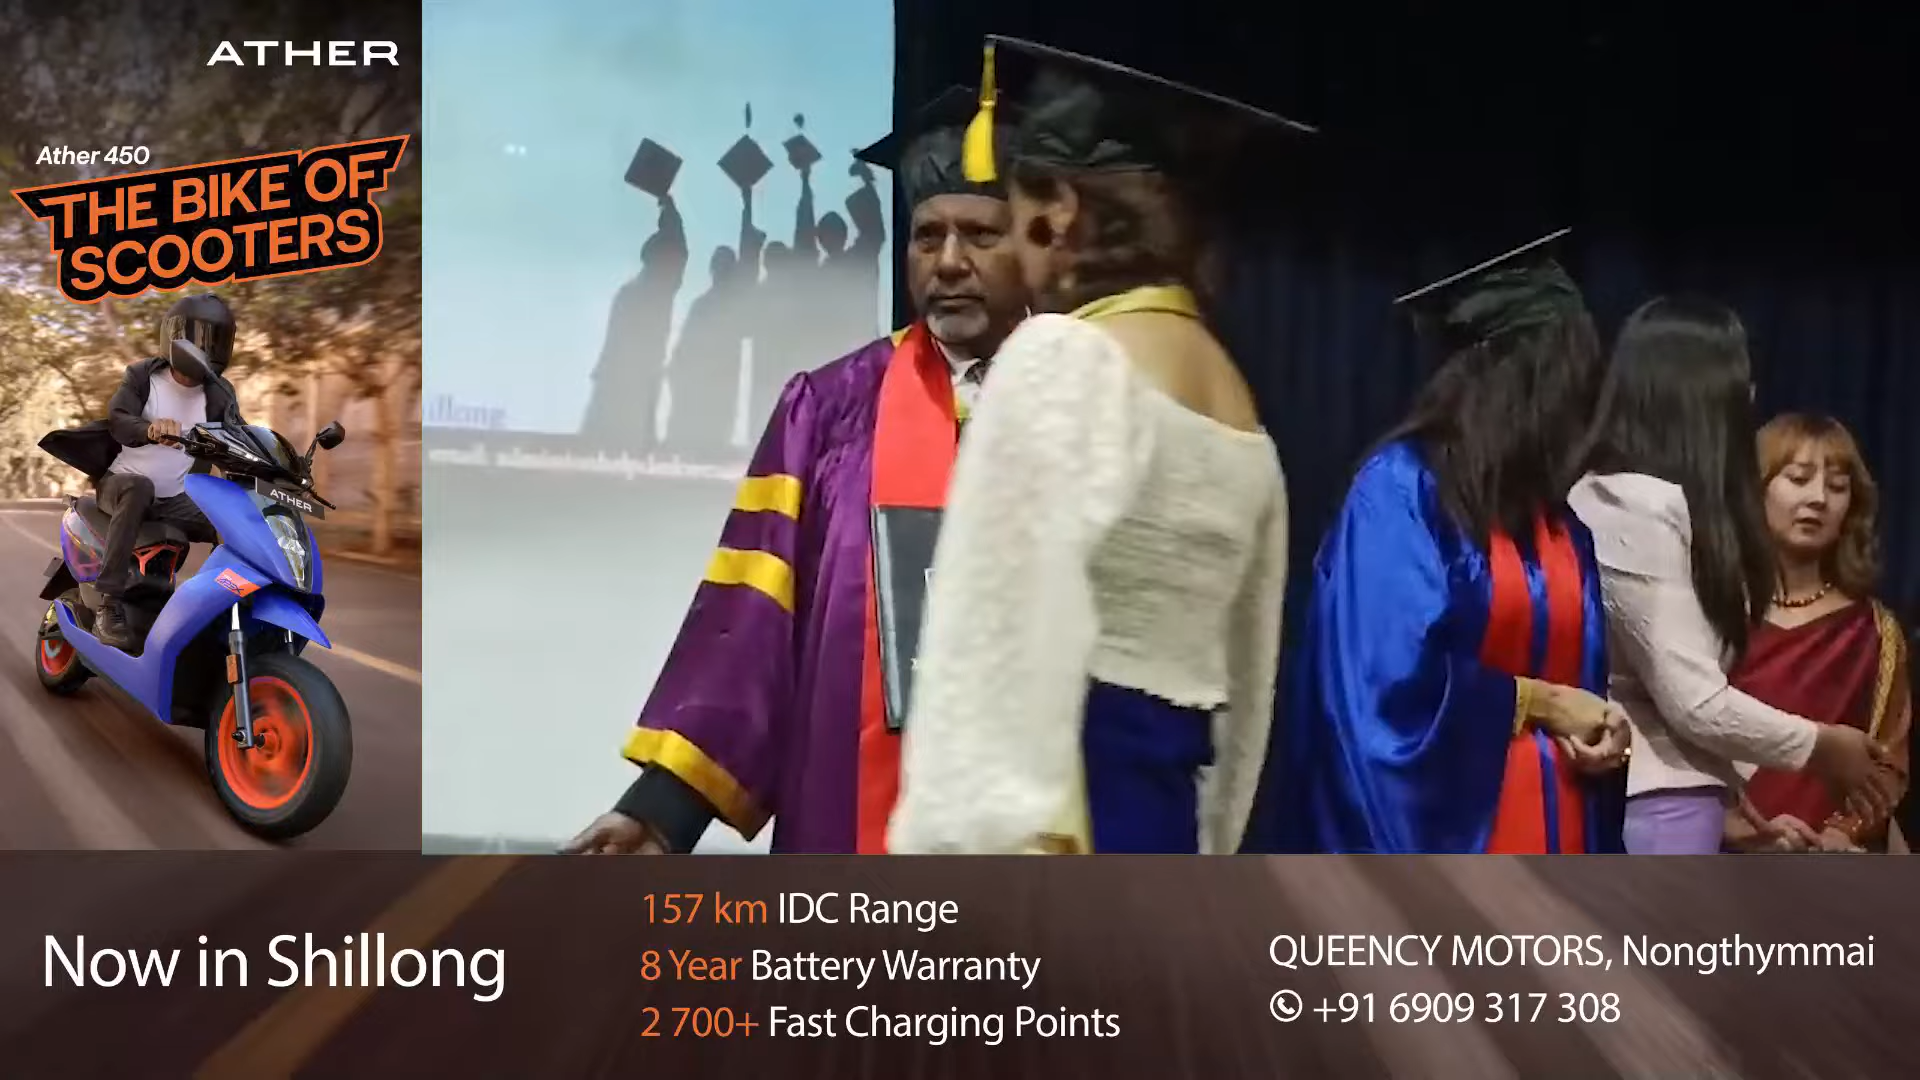 ATHER
Ather 450
THE BIKE OF
SCOOTERS
ATHER
illong
Now in Shillong
157 km IDC Range
8 Year Battery Warranty
2 700+ Fast Charging Points
QUEENCY MOTORS, Nongthymmai
+91 6909 317 308